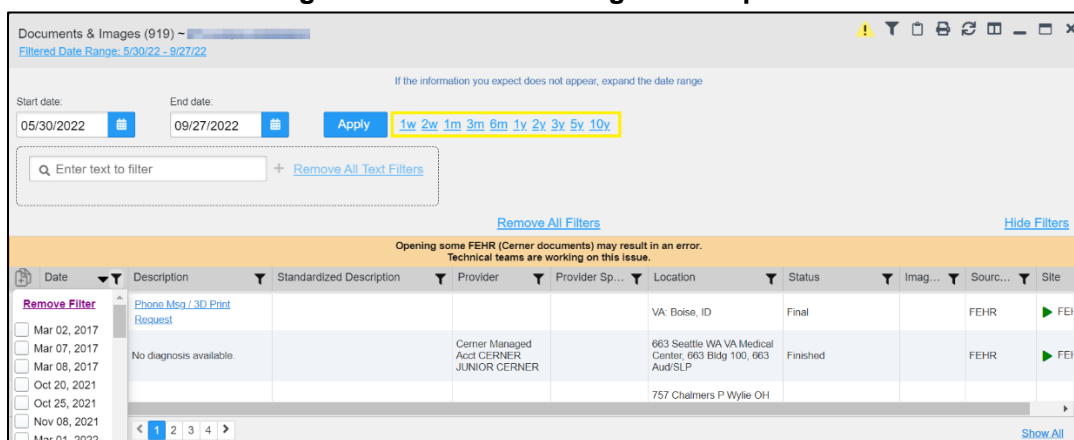 Documents & Images (919) ~
Filtered Date Range: 5/30/22 - 9/27/22
If the information you expect does not appear, expand the date range
Start date:
End date:
05/30/2022
09/27/2022
Apply
1w 2w 1m 3m 6m 1y 2y 3y 5y 10y
Enter text to filter
+ Remove All Text Filters
Remove All Filters
Hide Filters
Opening some FEHR (Cerner documents) may result in an error.
Technical teams are working on this issue.
Date Description Standardized Description Provider Provider Sp... Location Status Imag... Sourc... Site
Remove Filter
Mar 02, 2017
Mar 07, 2017
Mar 08, 2017
Oct 20, 2021
Oct 25, 2021
Nov 08, 2021
Mar 01, 2022
Phone Msg / 3D Print
Request
VA: Boise, ID
Final
FEHR
No diagnosis available.
Cerner Managed
Acct CERNER
JUNIOR CERNER
663 Seattle WA VA Medical
Center, 663 Bldg 100, 663
Aud/SLP
Finished
FEHR
757 Chalmers P Wylie OH
< 1 2 3 4 >
Show All